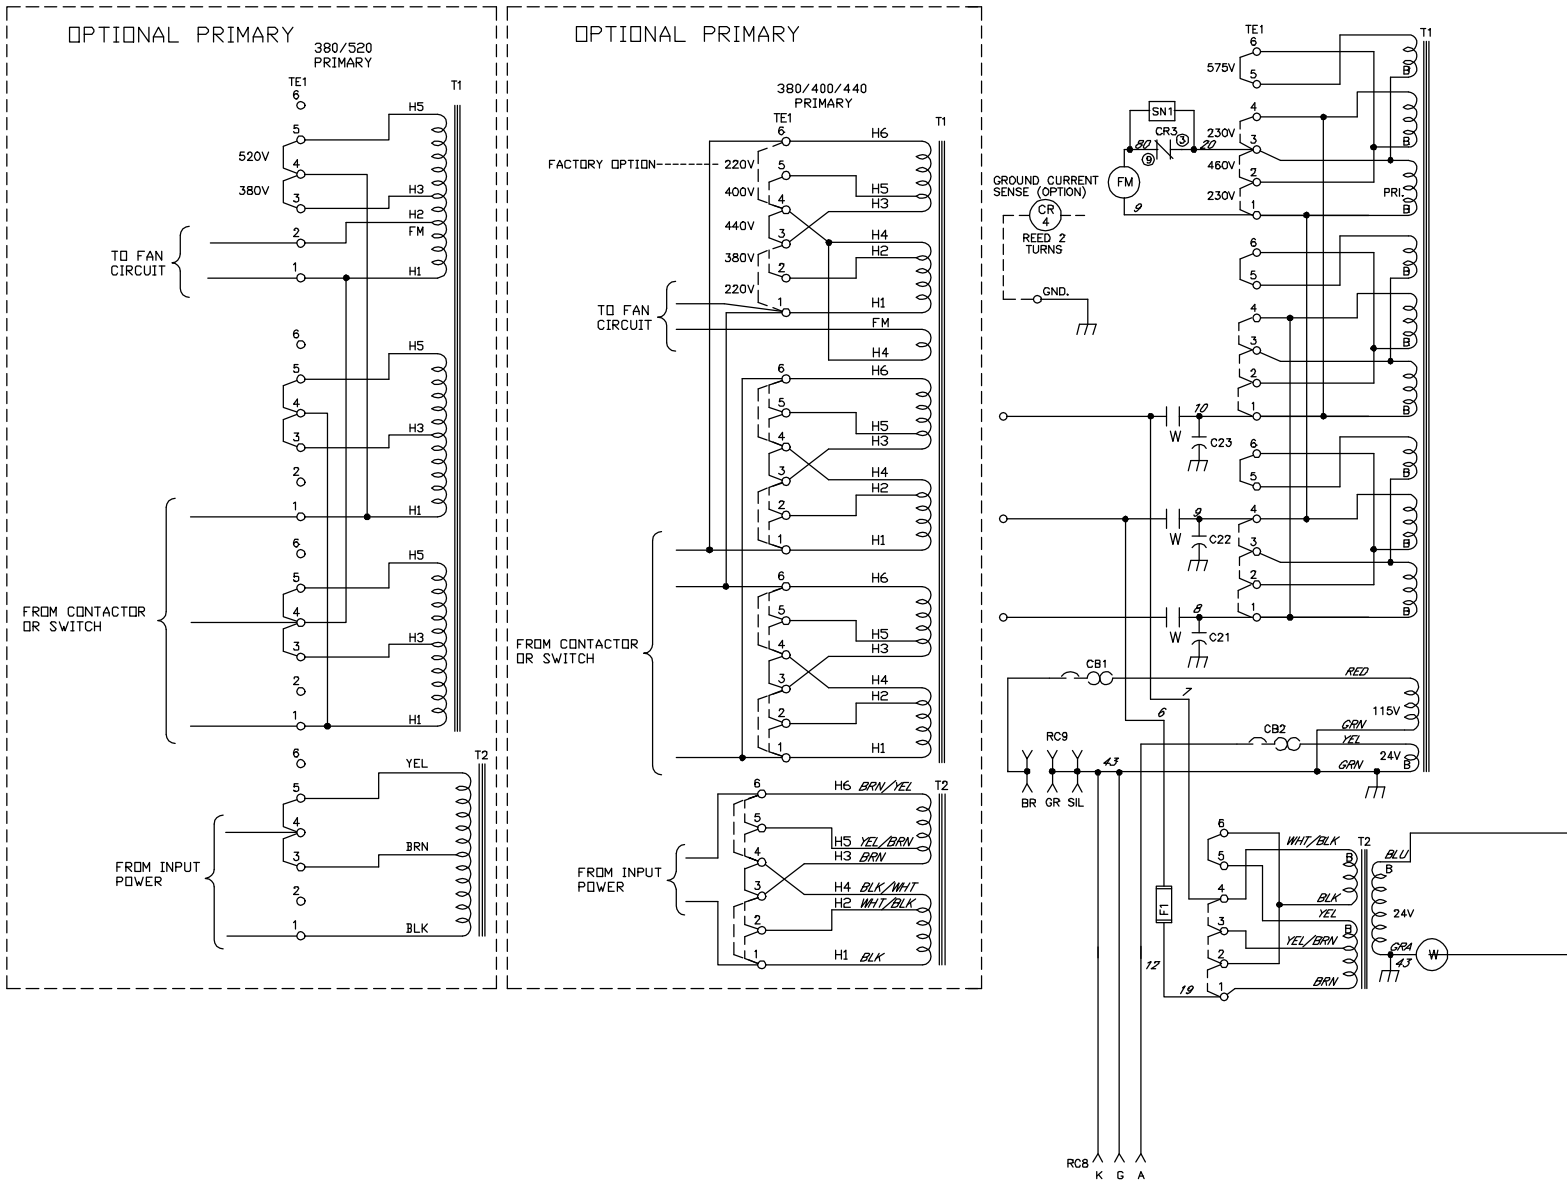 OPTIONAL PRIMARY
380/520
PRIMARY
TE1
T1
6
5
H5
520V
4
380V
3
H3
H2
2
FM
TO FAN
CIRCUIT
1
H1
6
5
H5
4
3
H3
2
1
H1
6
5
H5
FROM CONTACTOR
OR SWITCH
4
3
H3
2
1
H1
6
T2
YEL
5
4
3
BRN
FROM INPUT
POWER
2
1
BLK
OPTIONAL PRIMARY
380/400/440
PRIMARY
TE1
T1
6
H6
FACTORY OPTION
220V
5
400V
H5
4
H3
440V
H4
3
H2
380V
2
220V
1
H1
TO FAN
CIRCUIT
FM
H4
6
H6
5
H5
H3
4
H4
3
H2
2
1
H1
6
H6
5
FROM CONTACTOR
OR SWITCH
H5
H3
4
H4
3
H2
2
1
H1
6
H6 BRN/YEL
T2
5
H5 YEL/BRN
4
H3 BRN
FROM INPUT
POWER
3
H4 BLK/WHT
H2 WHT/BLK
2
1
H1 BLK
TE1
T1
6
575V
5
B
SN1
4
CR3
230V
80
9
3
20
3
460V
FM
2
PRI.
230V
9
1
B
GROUND CURRENT
SENSE (OPTION)
CR
4
REED 2
TURNS
GND.
6
5
B
4
3
B
2
1
B
10
W
C23
6
5
B
4
9
W
C22
3
B
2
8
1
B
W
C21
CB1
RED
7
115V
6
GRN
CB2
YEL
RC9
24V
B
43
GRN
BR
GR
SIL
6
WHT/BLK
T2
BLU
5
B
B
4
BLK
YEL
24V
F1
3
B
YEL/BRN
GRA
12
2
43
W
19
1
BRN
RC8
K
G
A